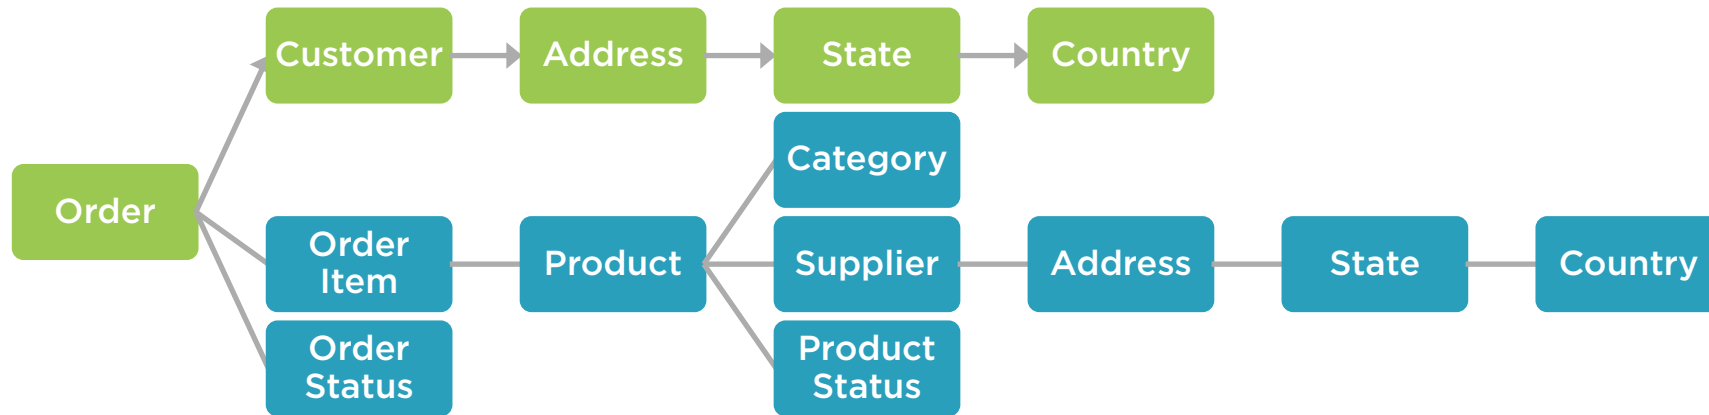 Customer
Address
State
Country
Category
Order
Order
Item
Product
Supplier
Address
State
Country
Order
Status
Product
Status